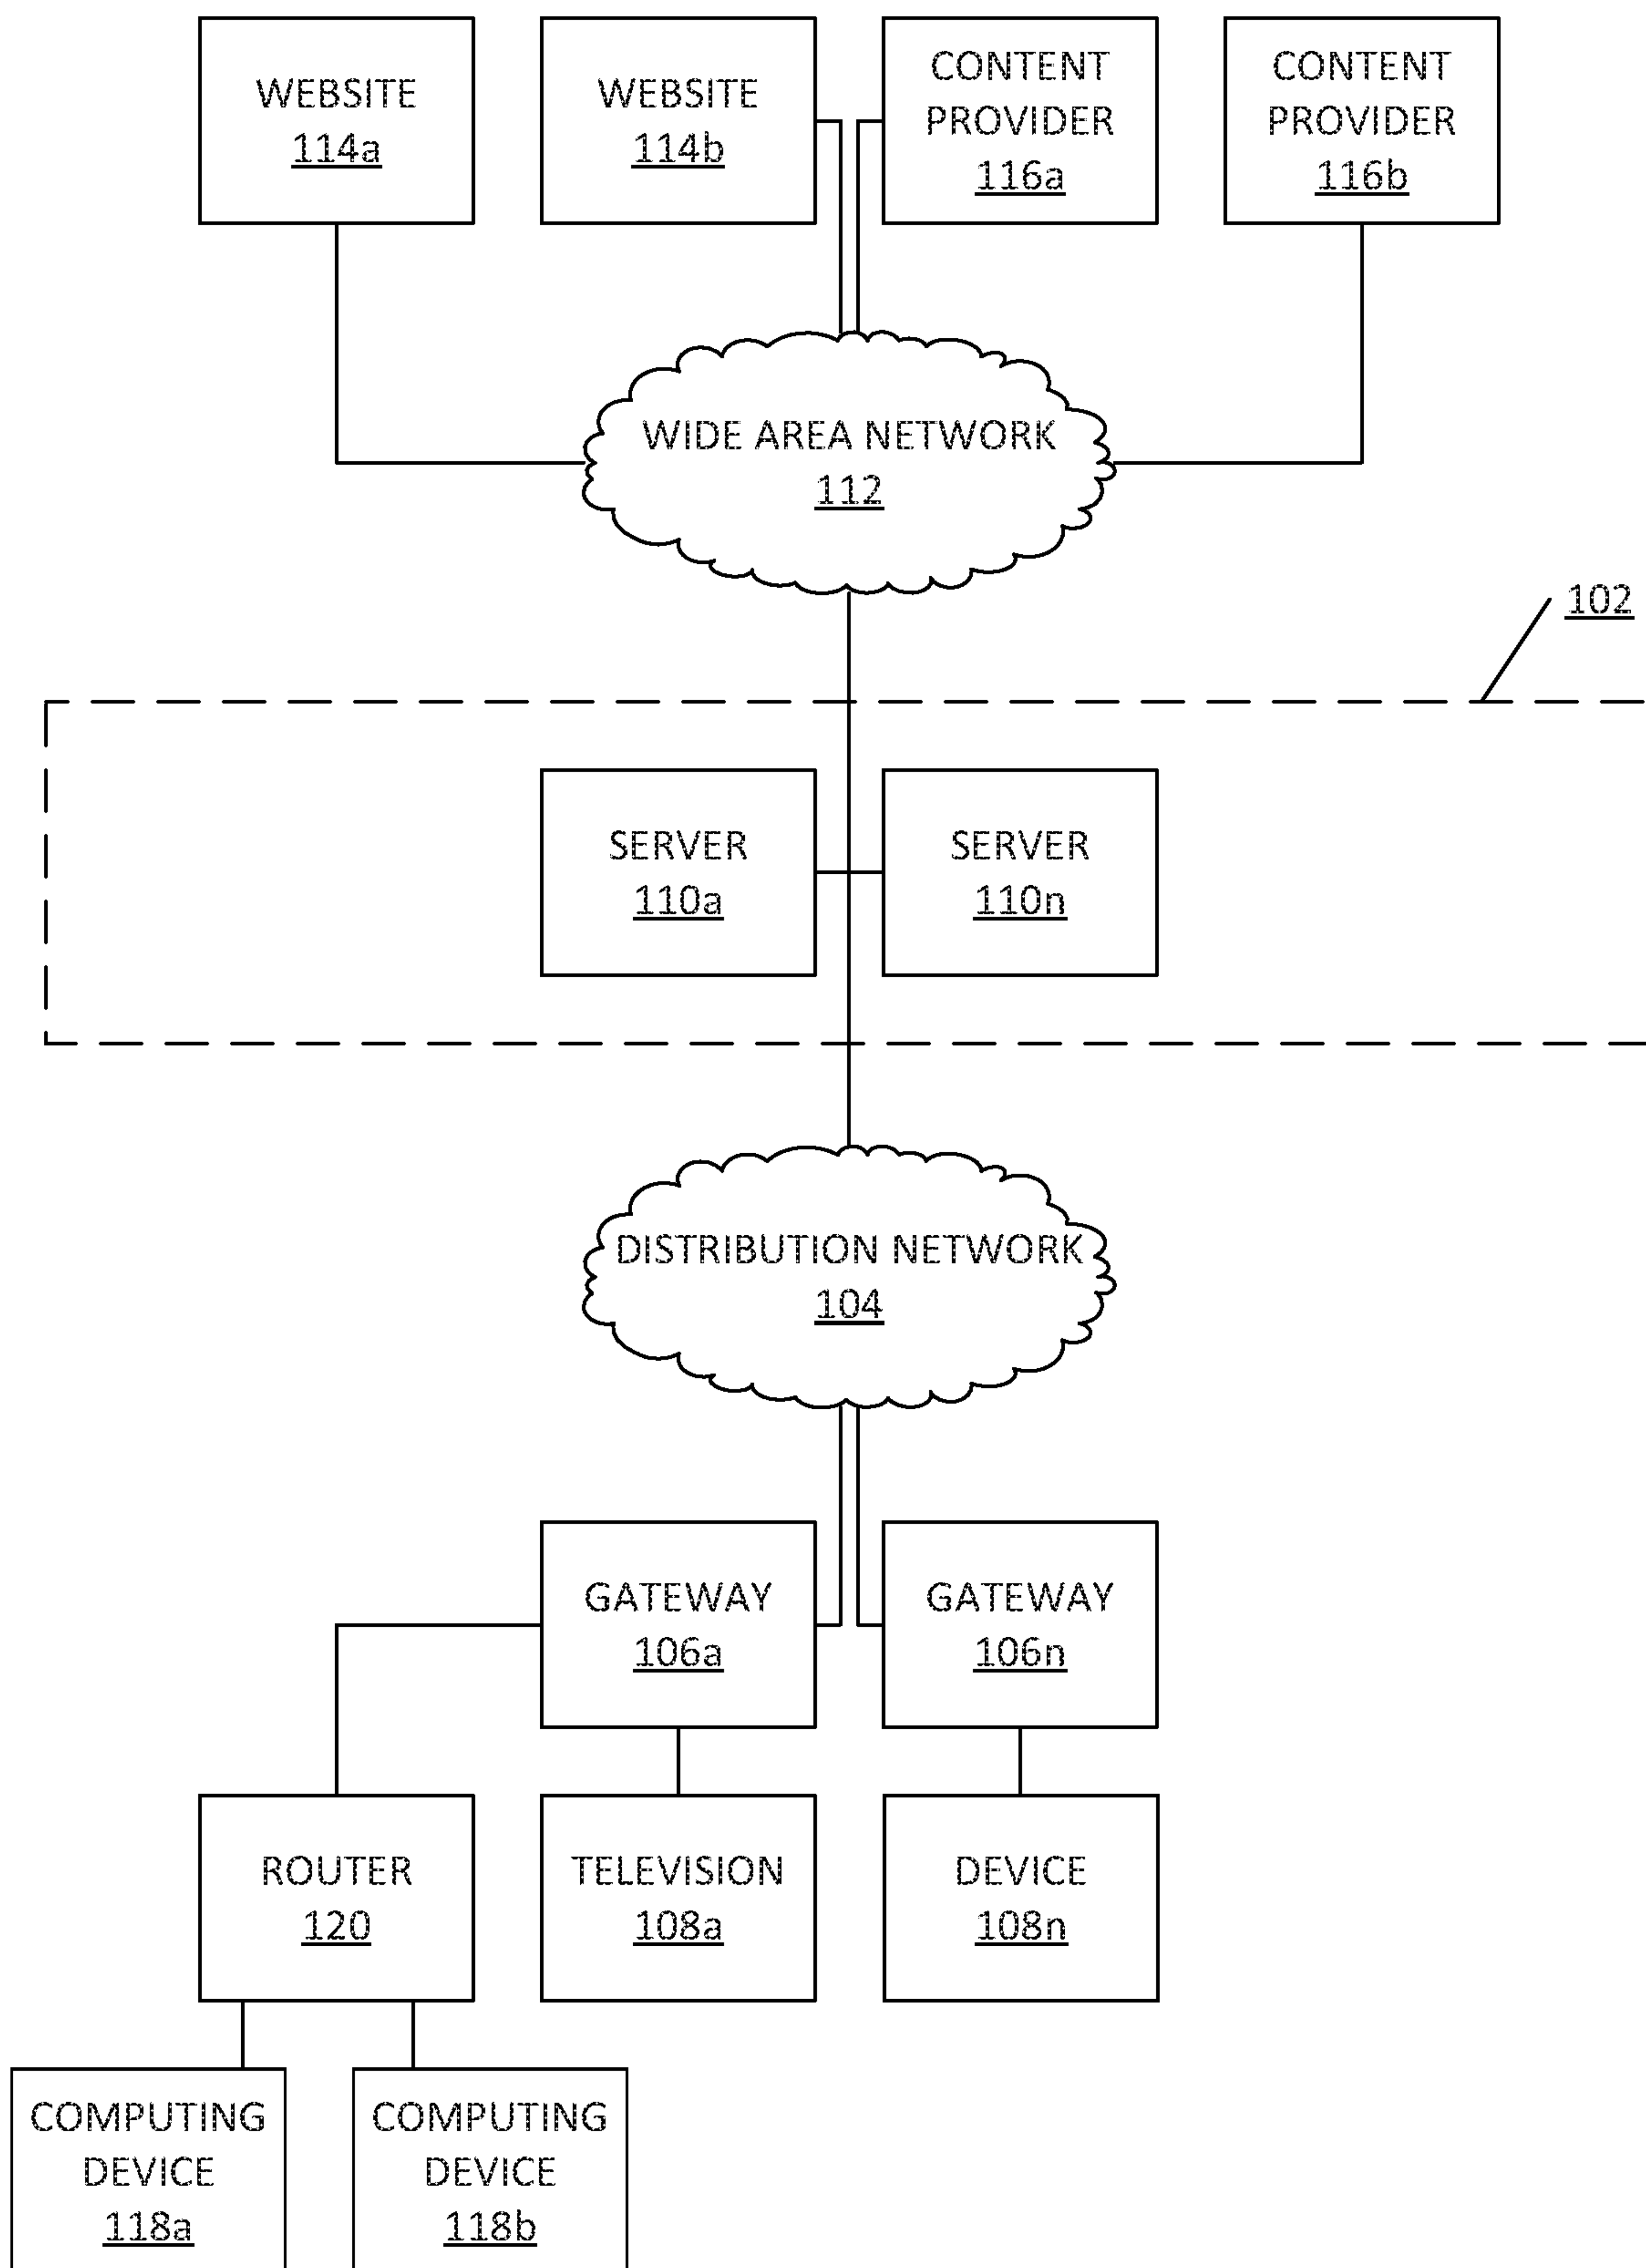 WEBSITE
114a
WEBSITE
114b
CONTENT
PROVIDER
116a
CONTENT
PROVIDER
116b
WIDE AREA NETWORK
112
102
SERVER
110a
SERVER
110n
DISTRIBUTION NETWORK
104
GATEWAY
106a
GATEWAY
106n
ROUTER
120
TELEVISION
108a
DEVICE
108n
COMPUTING
DEVICE
118a
COMPUTING
DEVICE
118b